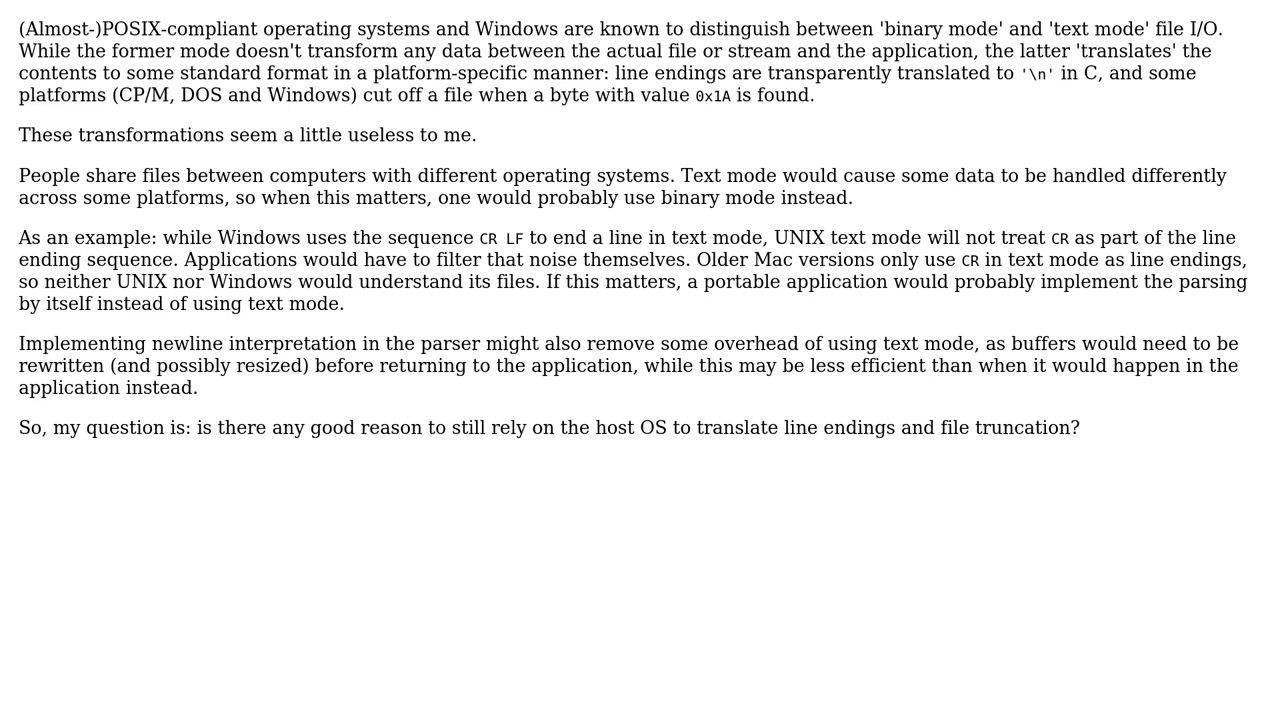 (Almost-)POSIX-compliant operating systems and Windows are known to distinguish between 'binary mode' and 'text mode' file I/O.
While the former mode doesn't transform any data between the actual file or stream and the application, the latter 'translates' the
contents to some standard format in a platform-specific manner: line endings are transparently translated to '\n' in C, and some
platforms (CP/M, DOS and Windows) cut off a file when a byte with value 0x1A is found.
These transformations seem a little useless to me.
People share files between computers with different operating systems. Text mode would cause some data to be handled differently
across some platforms, so when this matters, one would probably use binary mode instead.
As an example: while Windows uses the sequence CR LF to end a line in text mode, UNIX text mode will not treat CR as part of the line
ending sequence. Applications would have to filter that noise themselves. Older Mac versions only use CR in text mode as line endings,
so neither UNIX nor Windows would understand its files. If this matters, a portable application would probably implement the parsing
by itself instead of using text mode.
Implementing newline interpretation in the parser might also remove some overhead of using text mode, as buffers would need to be
rewritten (and possibly resized) before returning to the application, while this may be less efficient than when it would happen in the
application instead.
So, my question is: is there any good reason to still rely on the host OS to translate line endings and file truncation?